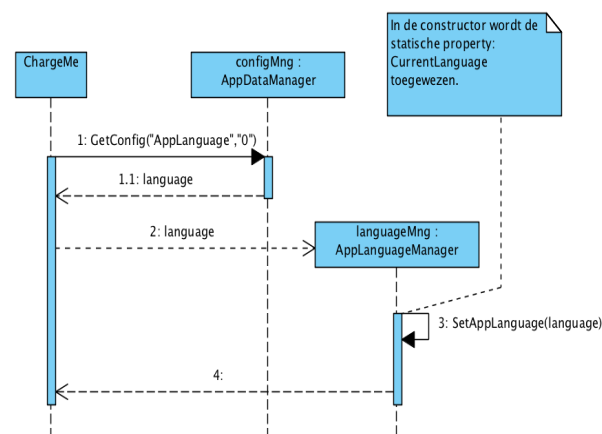 In de constructor wordt de
statische property:
CurrentLanguage
toegewezen.
ChargeMe
configMng :
AppDataManager
1: GetConfig("AppLanguage","0")
1.1: language
2: language
languageMng :
AppLanguageManager
3: SetAppLanguage(language)
4: